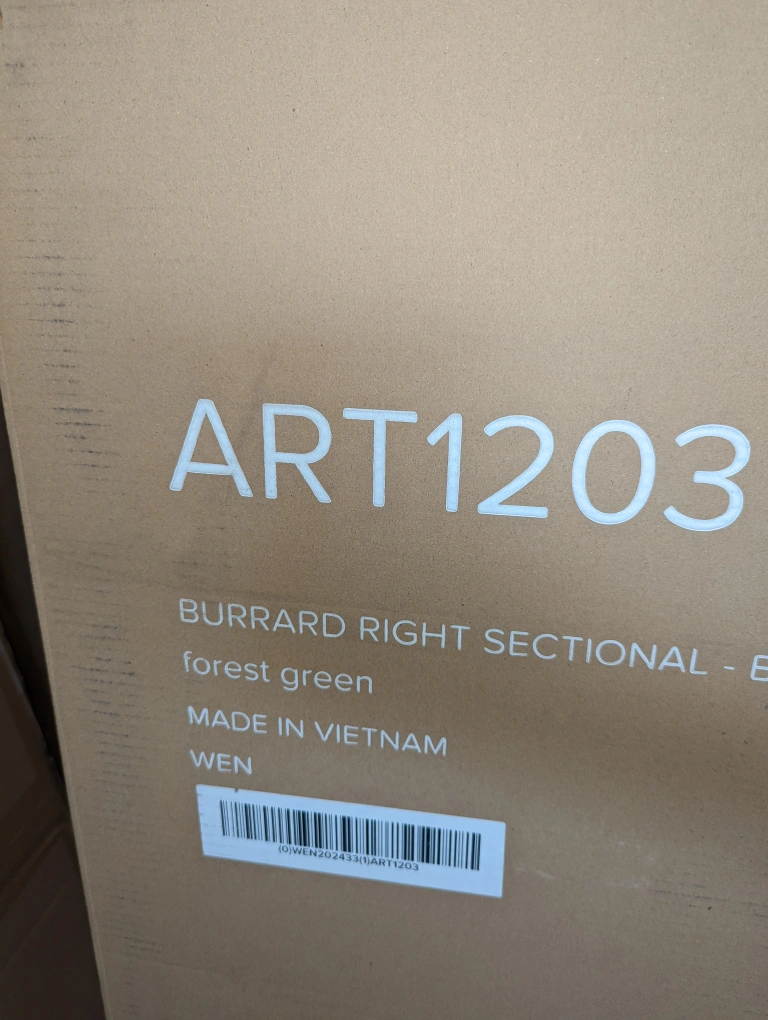 ART1203
BURRARD RIGHT SECTIONAL -
forest green
MADE IN VIETNAM
WEN
(0)WEN202433(1)ART1203